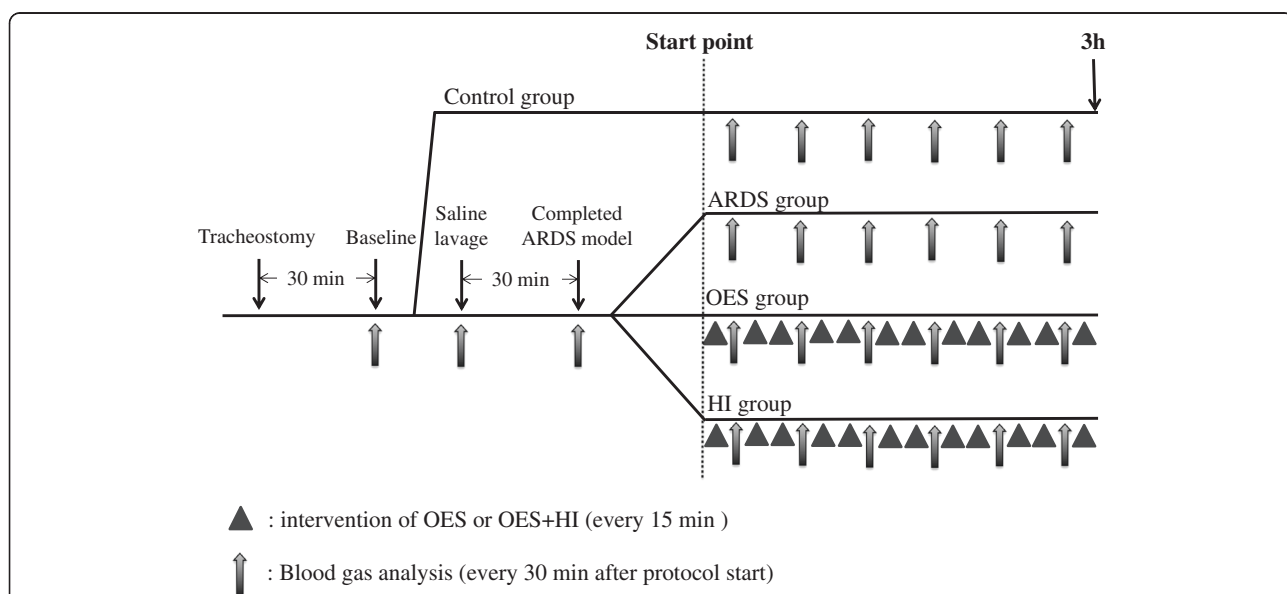 Start point
3h
Control group
ARDS group
Saline
lavage
Completed
ARDS model
Tracheostomy
Baseline
30 min
30 min
OES group
HI group
: intervention of OES or OES+HI (every 15 min )
: Blood gas analysis (every 30 min after protocol start)